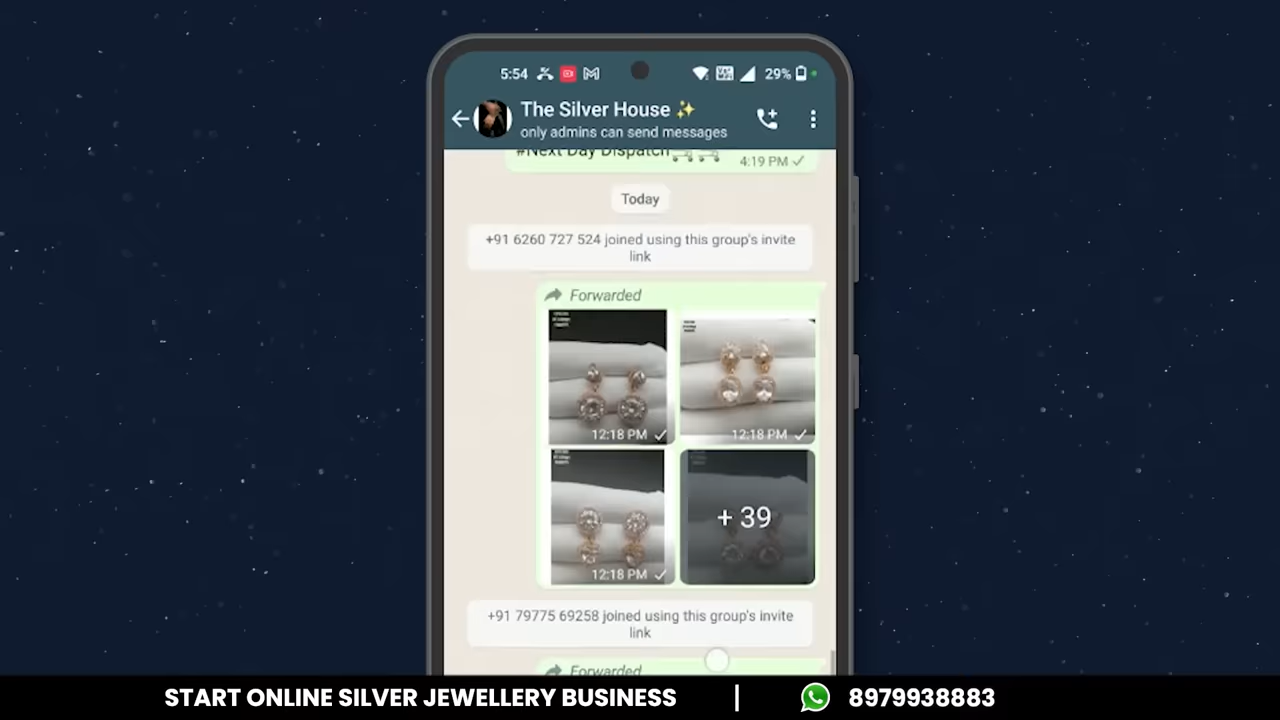 5:54
29%
The Silver House
only admins can send messages
#Next Day Dispatch
4:19 PM
Today
+91 6260 727 524 joined using this group's invite
link
Forwarded
12:18 PM
12:18 PM
12:18 PM
+ 39
+91 79775 69258 joined using this group's invite
link
Forwarded
START ONLINE SILVER JEWELLERY BUSINESS | 8979938883